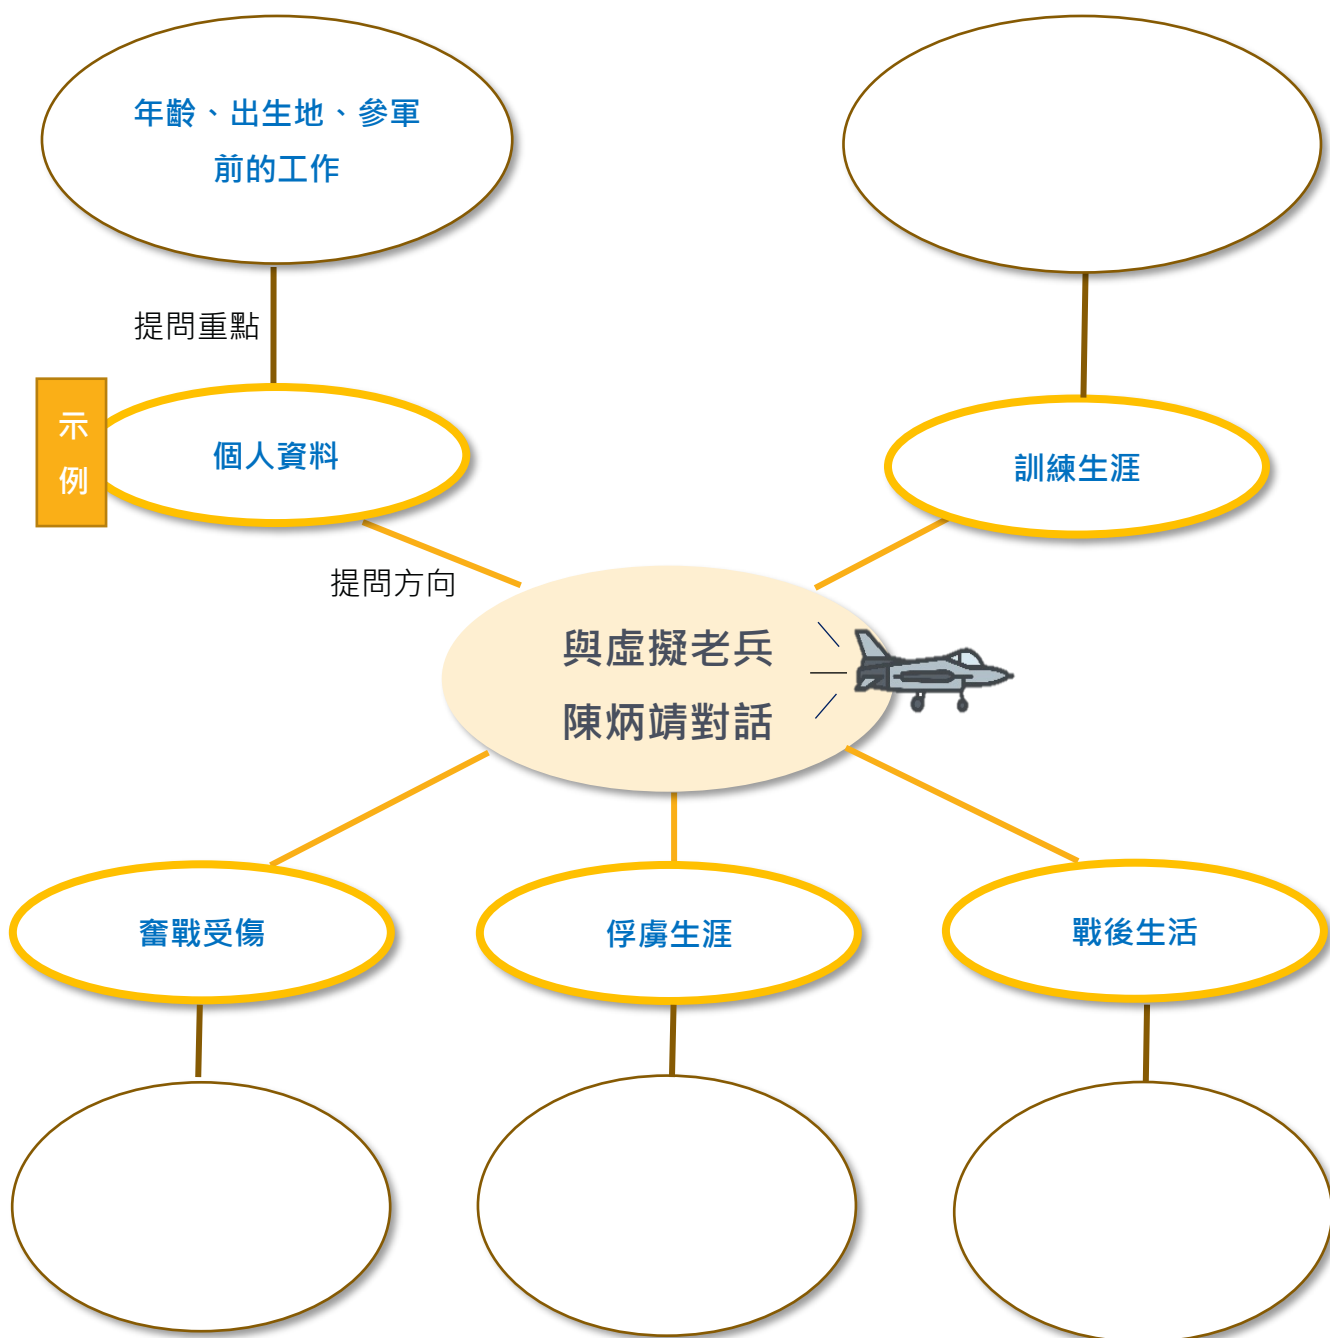 年齡、出生地、參軍
前的工作
提問重點
示
例
個人資料
訓練生涯
提問方向
與虛擬老兵
陳炳靖對話
奮戰受傷
俘虜生涯
戰後生活